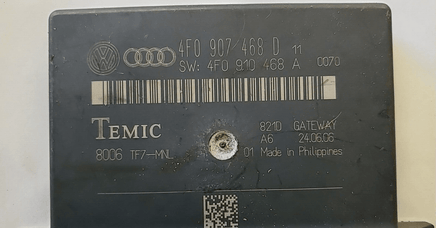 4F0 907 468 D 11
SW: 4F0 910 468 A 0070
TEMIC
821D GATEWAY
A6 24.06.06
8006 TF7-MNL 01 Made In Philippines